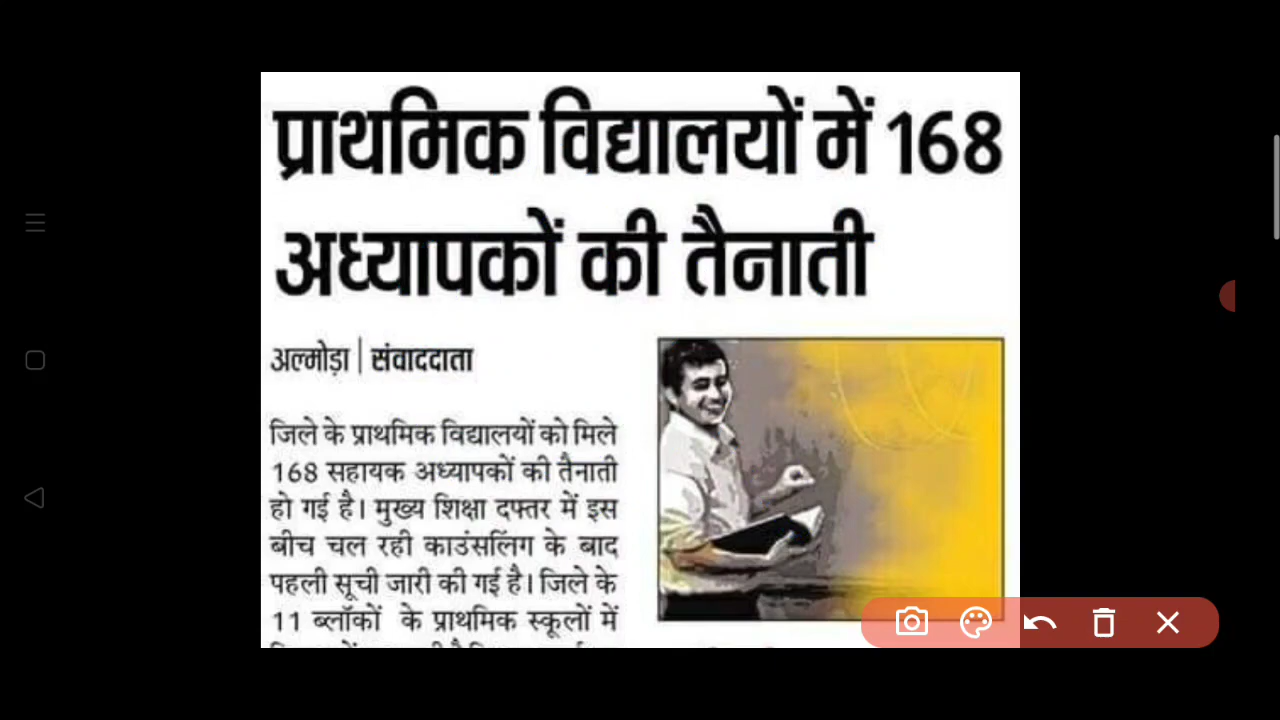 प्राथमिक विद्यालयों में 168
अध्यापकों की तैनाती
अल्मोड़ा | संवाददाता
जिले के प्राथमिक विद्यालयों को मिले
168 सहायक अध्यापकों की तैनाती
हो गई है। मुख्य शिक्षा दफ्तर में इस
बीच चल रही काउंसलिंग के बाद
पहली सूची जारी की गई है। जिले के
11 ब्लॉकों के प्राथमिक स्कूलों में